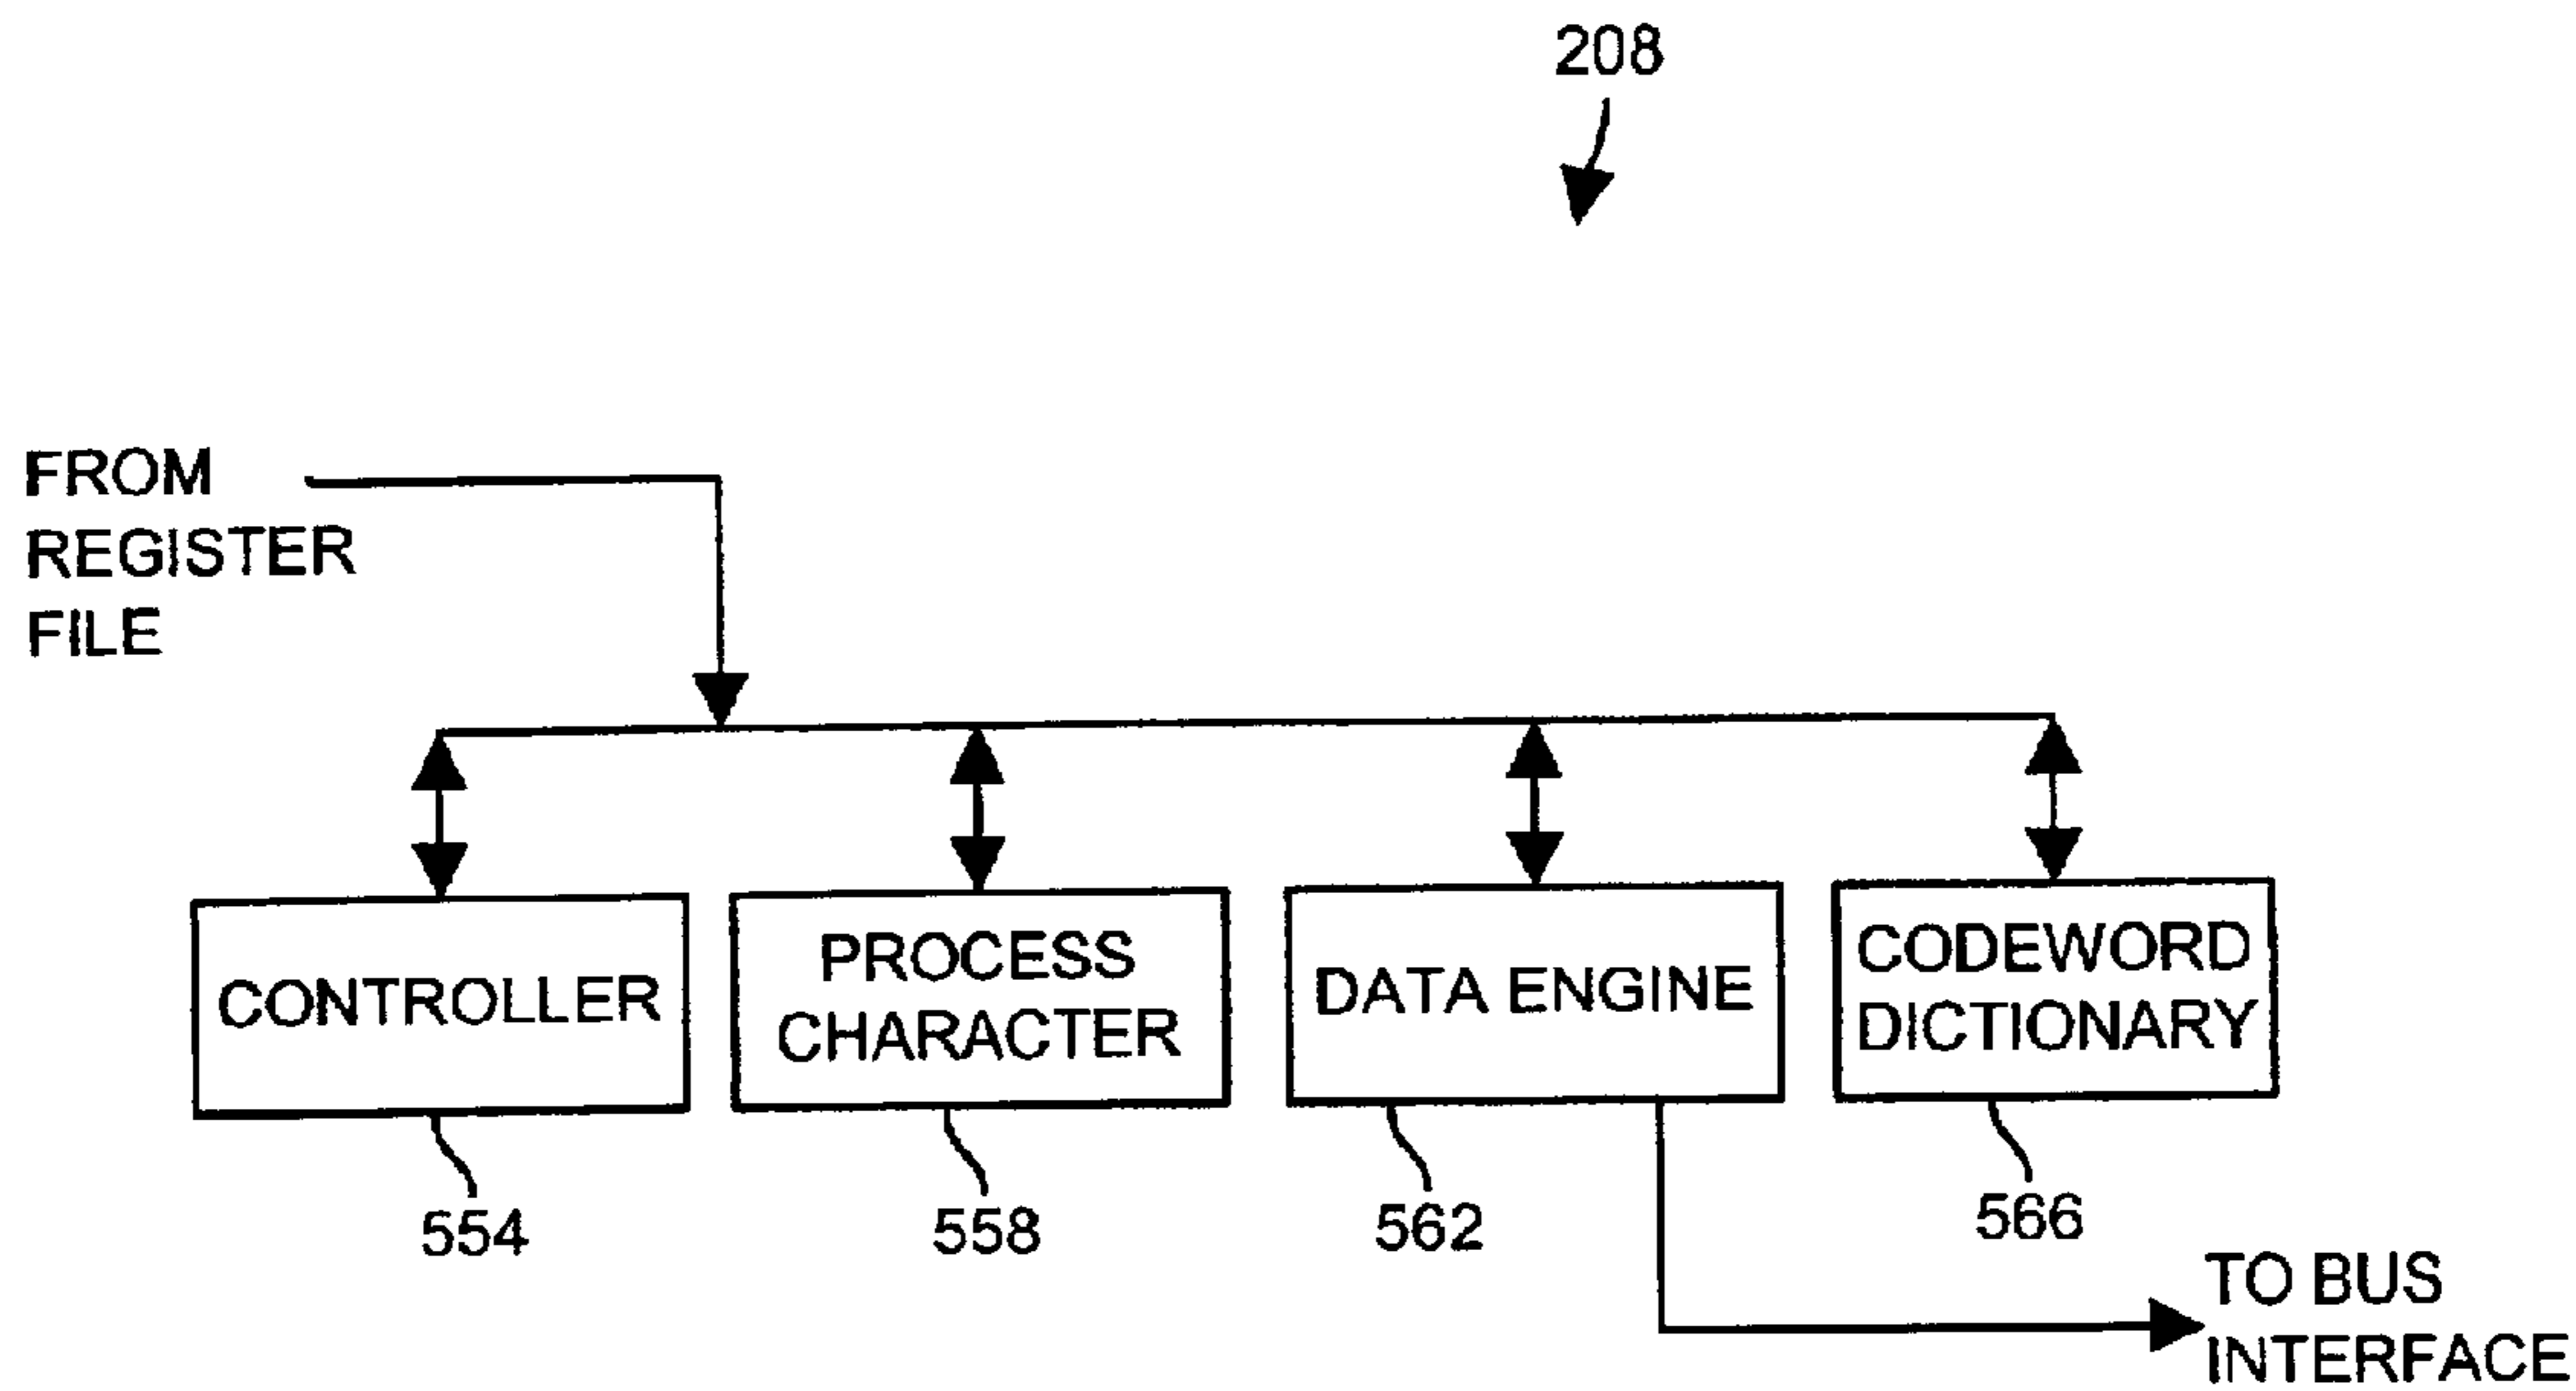 208
FROM
REGISTER
FILE
CONTROLLER
PROCESS
CHARACTER
DATA ENGINE
CODEWORD
DICTIONARY
554
558
562
566
TO BUS
INTERFACE